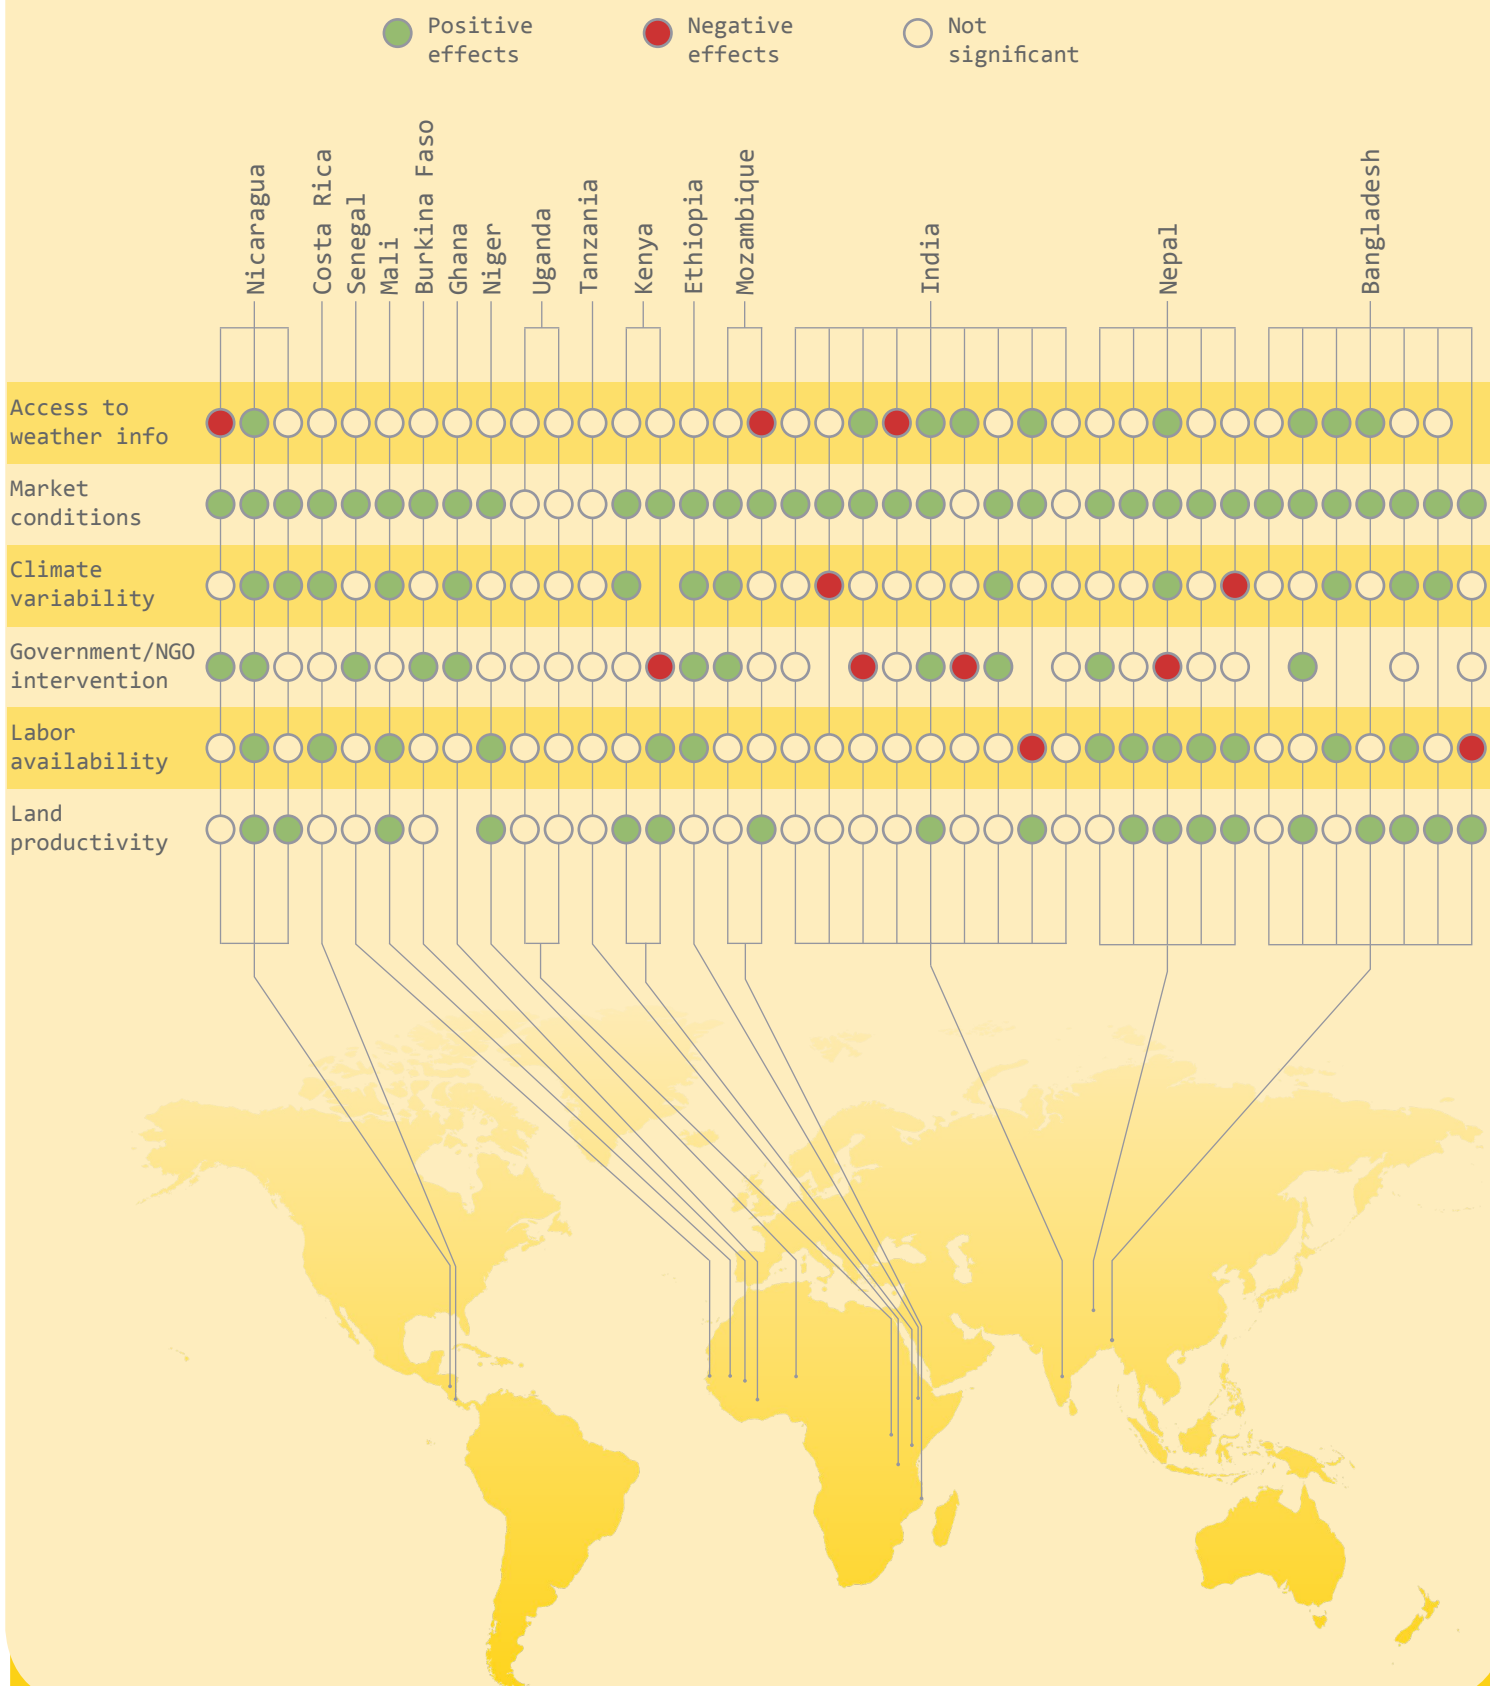 Positive
effects
Negative
effects
Not
significant
Nicaragua
Costa Rica
Senegal
Mali
Burkina Faso
Ghana
Niger
Uganda
Tanzania
Kenya
Ethiopia
Mozambique
India
Nepal
Bangladesh
Access to
weather info
Market
conditions
Climate
variability
Government/NGO
intervention
Labor
availability
Land
productivity